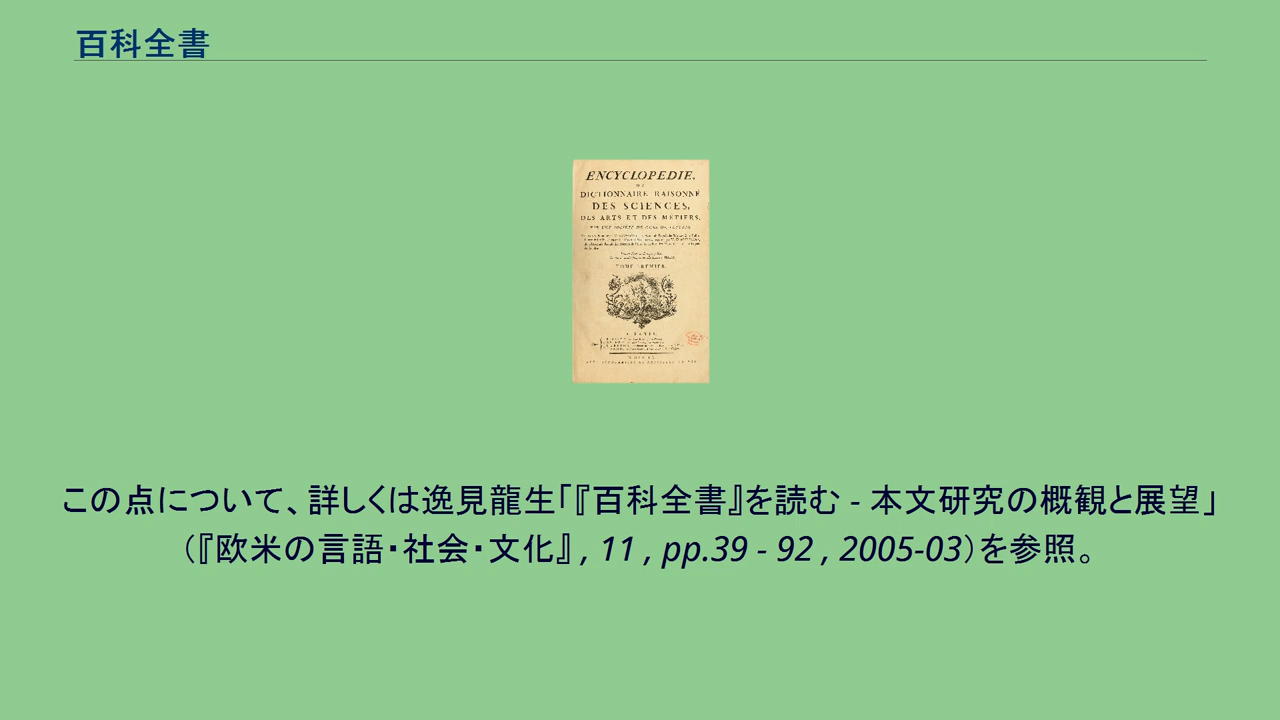 百科全書
ENCYCLOPEDIE,
DICTIONNAIRE RAISONNÉ
DES SCIENCES,
DES ARTS ET DES MÉTIERS,
TOME PREMIER.
A PARIS,
この点について、詳しくは逸見龍生「『百科全書』を読む - 本文研究の概観と展望」
（『欧米の言語・社会・文化』 , 11 , pp.39 - 92 , 2005-03）を参照。